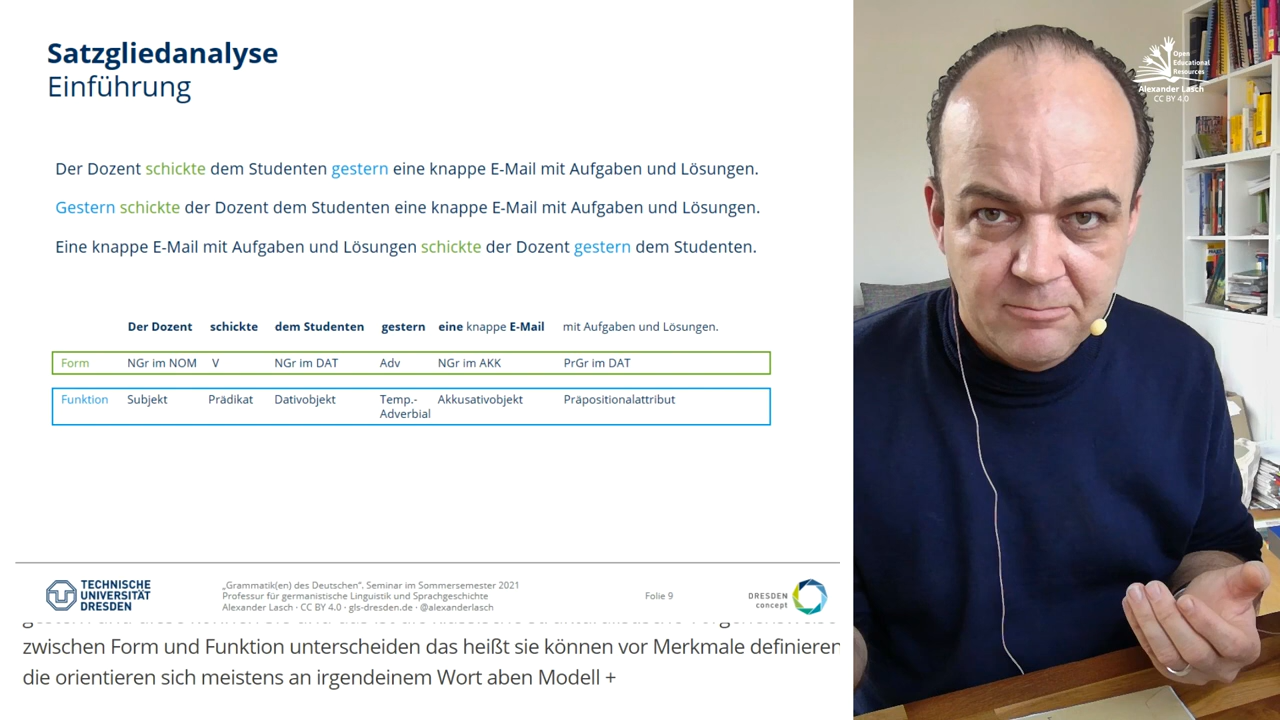 Satzgliedanalyse
Einführung
Der Dozent schickte dem Studenten gestern eine knappe E-Mail mit Aufgaben und Lösungen.
Gestern schickte der Dozent dem Studenten eine knappe E-Mail mit Aufgaben und Lösungen.
Eine knappe E-Mail mit Aufgaben und Lösungen schickte der Dozent gestern dem Studenten.
Der Dozent schickte dem Studenten gestern eine knappe E-Mail mit Aufgaben und Lösungen.
Form NGr im NOM V NGr im DAT Adv NGr im AKK PrGr im DAT
Funktion Subjekt Prädikat Dativobjekt Temp.- Akkusativobjekt Präpositionalattribut
Adverbial
TECHNISCHE
UNIVERSITÄT
DRESDEN
„Grammatik(en) des Deutschen“. Seminar im Sommersemester 2021
Professur für germanistische Linguistik und Sprachgeschichte
Alexander Lasch · CC BY 4.0 · gls-dresden.de · @alexanderlasch
Folie 9
DRESDEN
concept
zwischen Form und Funktion unterscheiden das heißt sie können vor Merkmale definieren
die orientieren sich meistens an irgendeinem Wort aben Modell +
Open
Educational
Resources
Alexander Lasch
CC BY 4.0